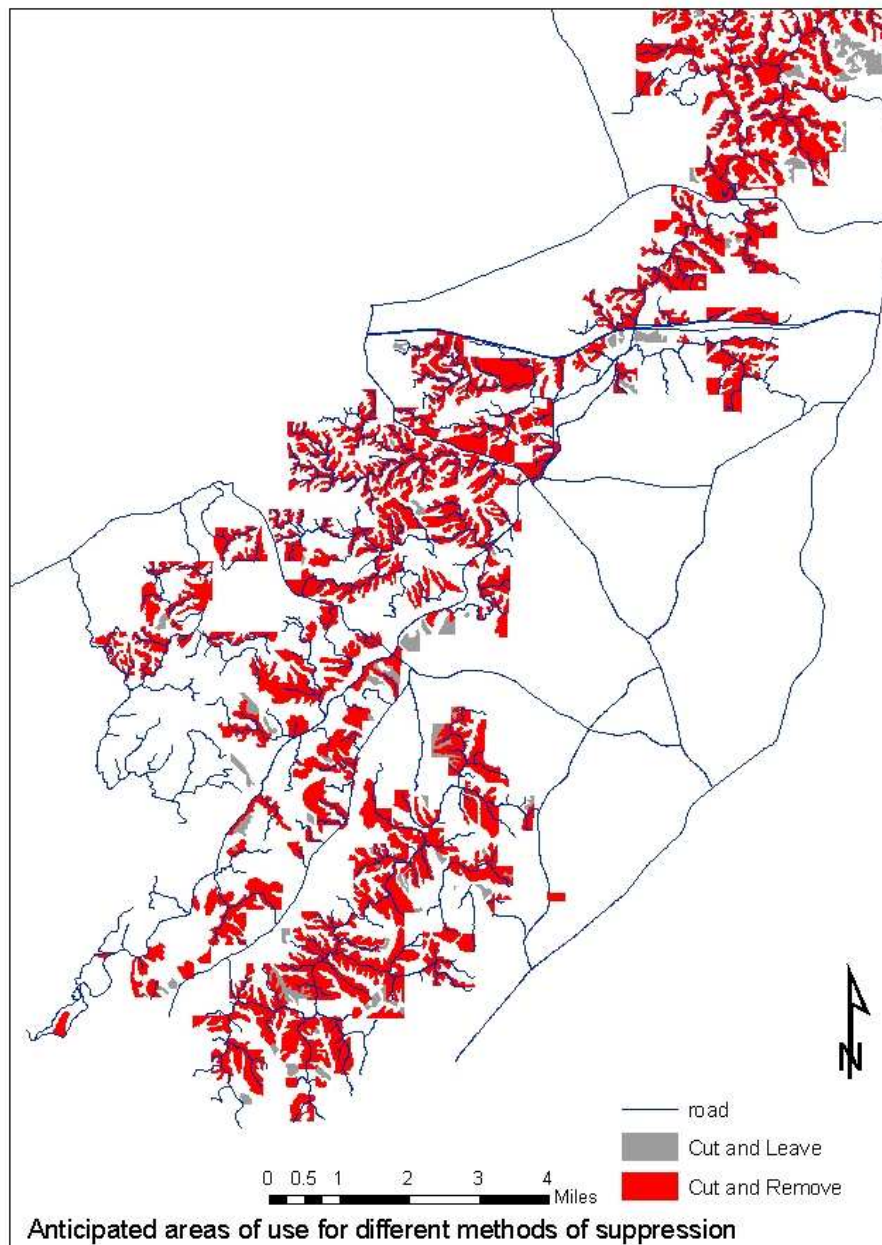 N
road
Cut and Leave
Cut and Remove
0 0.5 1 2 3 4
Miles
Anticipated areas of use for different methods of suppression